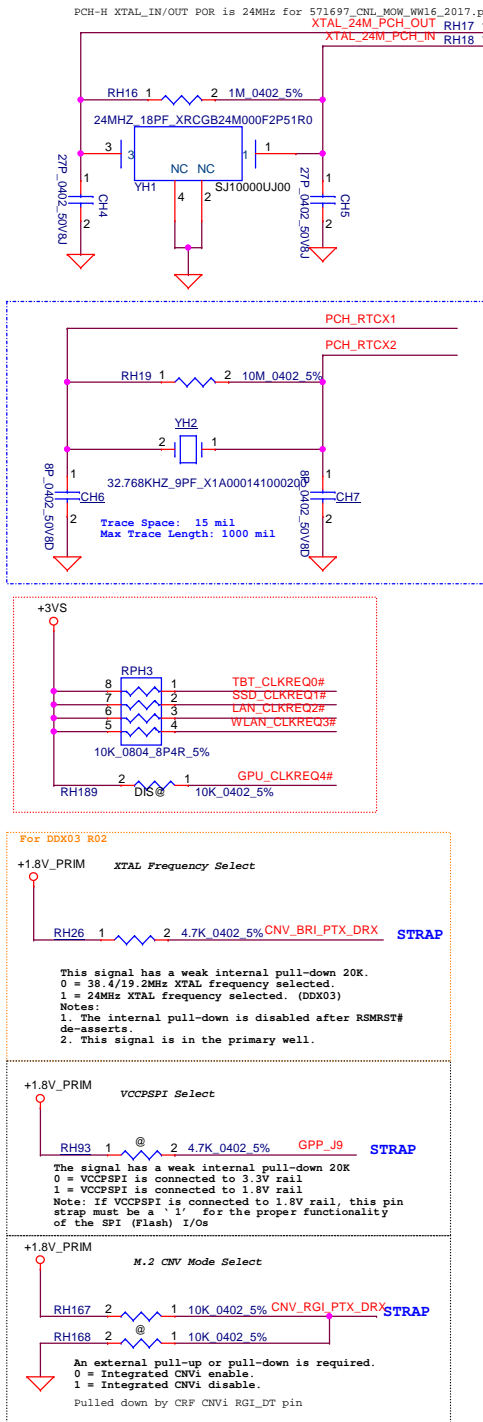 PCH-H XTAL_IN/OUT POR is 24MHz for 571697_CNL_MOW_WW16_2017.p
XTAL_24M_PCH_OUT RH17 1
XTAL_24M_PCH_IN RH18 1
RH16 1 2 1M_0402_5%
24MHZ_18PF_XRCGB24M000F2P51R0
3 3 NC NC 1 1
YH1 SJ10000UJ00
4 2
27P_0402_50V8J 1 2 CH4
27P_0402_50V8J 1 2 CH5
PCH_RTCX1
PCH_RTCX2
RH19 1 2 10M_0402_5%
YH2
2 1
32.768KHZ_9PF_X1A000141000200
8P_0402_50V8D 1 2 CH6
8P_0402_50V8D 1 2 CH7
Trace Space: 15 mil
Max Trace Length: 1000 mil
+3VS
RPH3
8 1 TBT_CLKREQ0#
7 2 SSD_CLKREQ1#
6 3 LAN_CLKREQ2#
5 4 WLAN_CLKREQ3#
10K_0804_8P4R_5%
2 1 GPU_CLKREQ4#
RH189 DIS@ 10K_0402_5%
For DDX03 R02
+1.8V_PRIM XTAL Frequency Select
RH26 1 2 4.7K_0402_5% CNV_BRI_PTX_DRX STRAP
This signal has a weak internal pull-down 20K.
0 = 38.4/19.2MHz XTAL frequency selected.
1 = 24MHz XTAL frequency selected. (DDX03)
Notes:
1. The internal pull-down is disabled after RSMRST#
de-asserts.
2. This signal is in the primary well.
+1.8V_PRIM
VCCPSPI Select
@
RH93 1 2 4.7K_0402_5% GPP_J9 STRAP
The signal has a weak internal pull-down 20K
0 = VCCPSPI is connected to 3.3V rail
1 = VCCPSPI is connected to 1.8V rail
Note: If VCCPSPI is connected to 1.8V rail, this pin
strap must be a ‘1’ for the proper functionality
of the SPI (Flash) I/Os
+1.8V_PRIM
M.2 CNV Mode Select
RH167 2 1 10K_0402_5% CNV_RGI_PTX_DRX STRAP
@
RH168 2 1 10K_0402_5%
An external pull-up or pull-down is required.
0 = Integrated CNVi enable.
1 = Integrated CNVi disable.
Pulled down by CRF CNVi RGI_DT pin